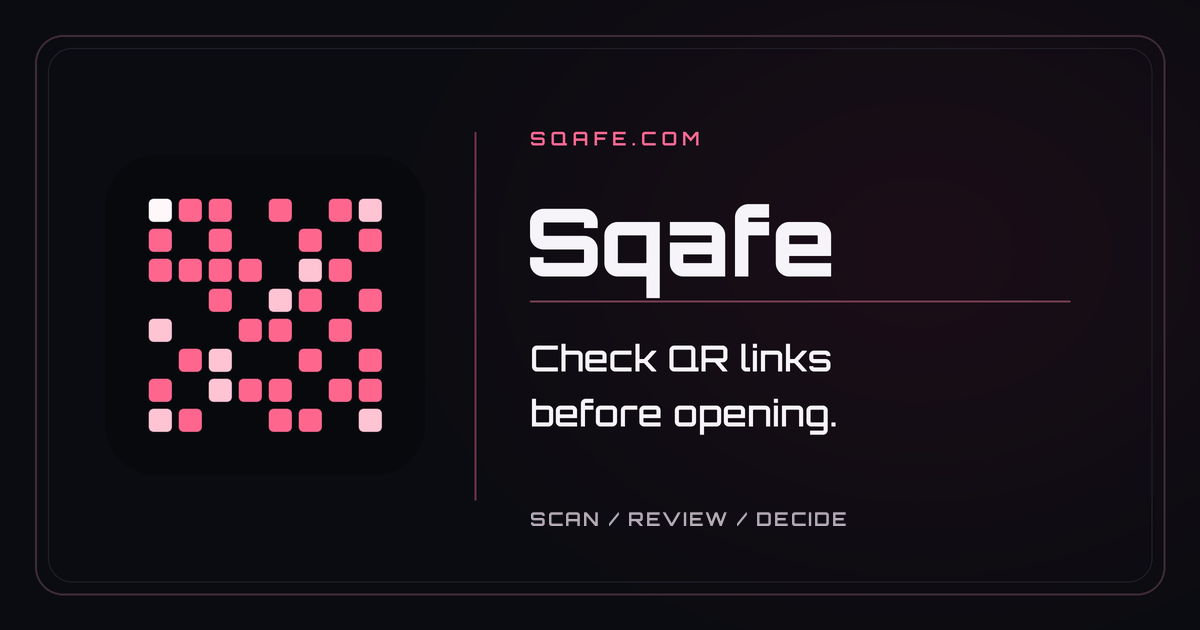 SQAFE.COM
Sqafe
Check QR links
before opening.
SCAN / REVIEW / DECIDE